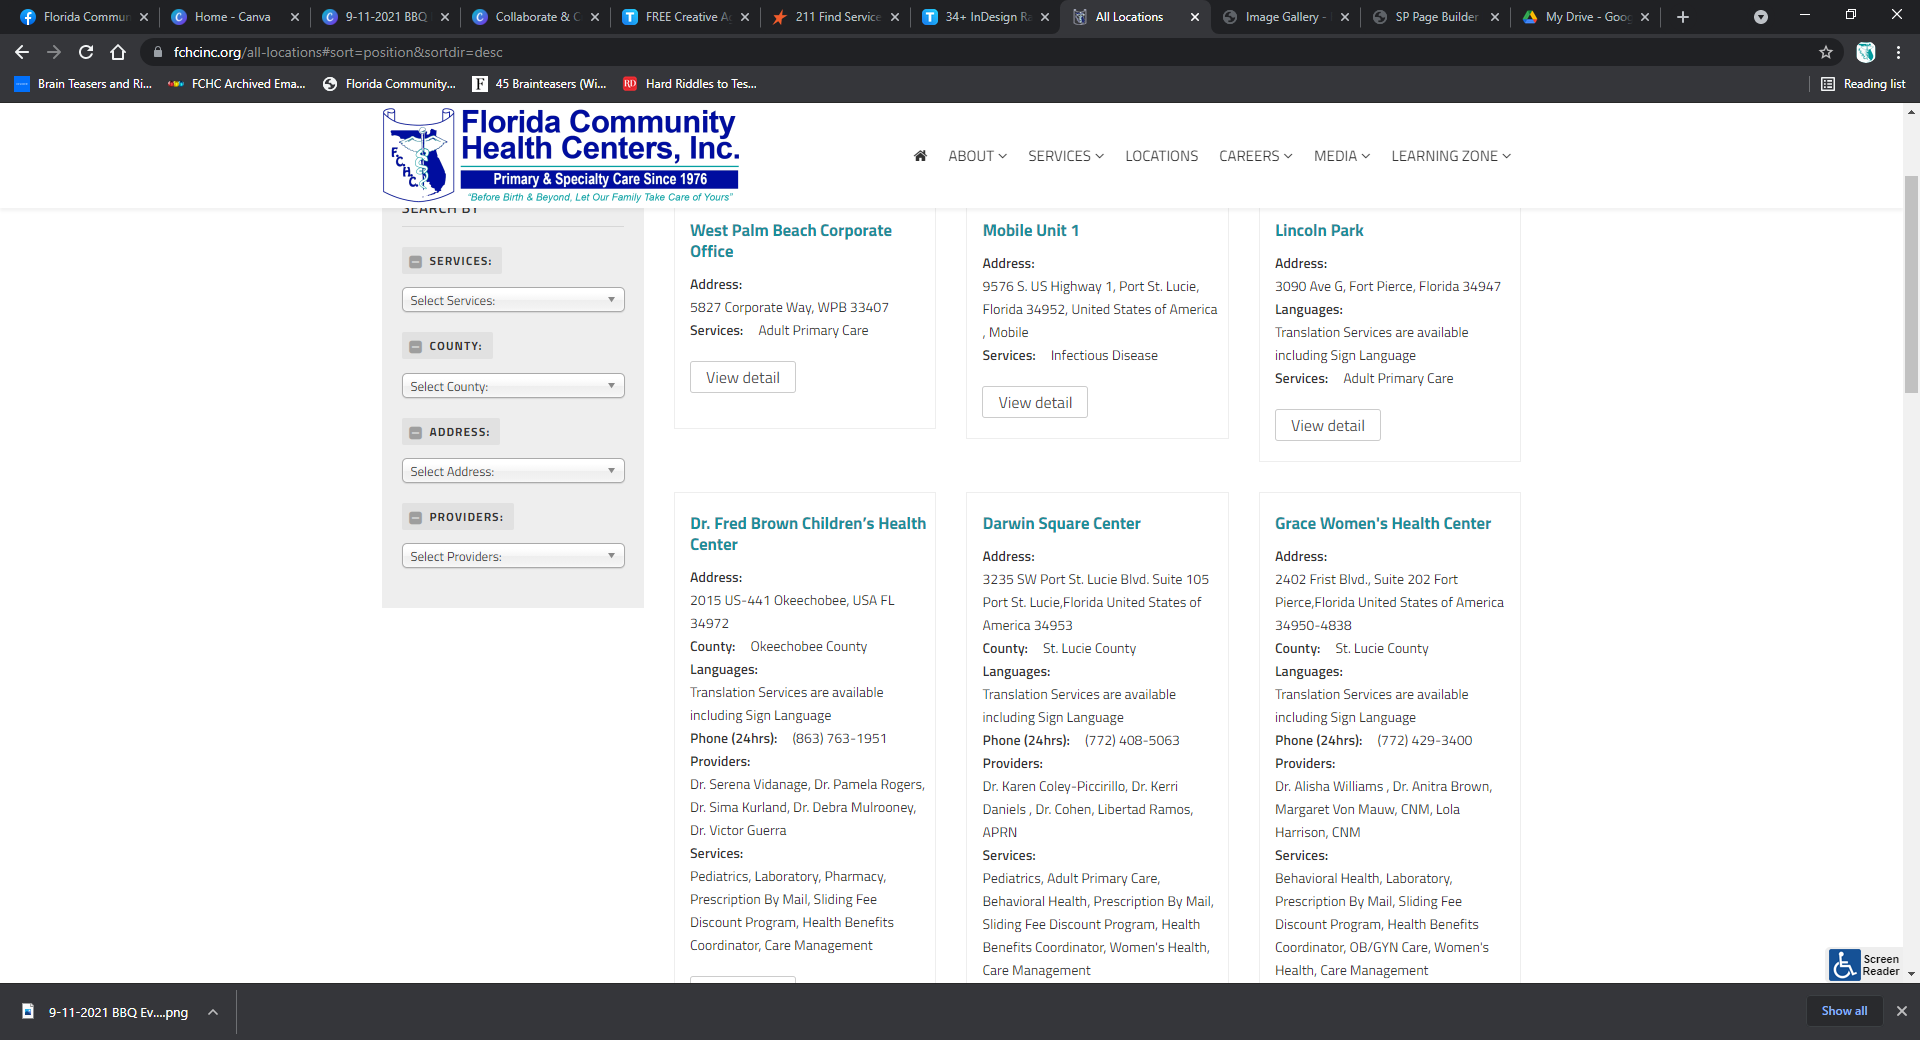 Florida Commun
Home - Canva
9-11-2021 BBQ
Collaborate & C
FREE Creative A
211 Find Service
34+ InDesign R
All Locations
Image Gallery -
SP Page Builder
My Drive - Goog
fchcinc.org/all-locations#sort=position&sortdir=desc
Brain Teasers and Ri...
FCHC Archived Ema...
Florida Community...
45 Brainteasers (Wi...
Hard Riddles to Tes...
Reading list
F.C.H.C.
Florida Community
Health Centers, Inc.
Primary & Specialty Care Since 1976
"Before Birth & Beyond, Let Our Family Take Care of Yours"
ABOUT
SERVICES
LOCATIONS
CAREERS
MEDIA
LEARNING ZONE
SEARCH BY
SERVICES:
Select Services:
COUNTY:
Select County:
ADDRESS:
Select Address:
PROVIDERS:
Select Providers:
West Palm Beach Corporate
Office
Address:
5827 Corporate Way, WPB 33407
Services: Adult Primary Care
View detail
Mobile Unit 1
Address:
9576 S. US Highway 1, Port St. Lucie,
Florida 34952, United States of America
, Mobile
Services: Infectious Disease
View detail
Lincoln Park
Address:
3090 Ave G, Fort Pierce, Florida 34947
Languages:
Translation Services are available
including Sign Language
Services: Adult Primary Care
View detail
Dr. Fred Brown Children’s Health
Center
Address:
2015 US-441 Okeechobee, USA FL
34972
County: Okeechobee County
Languages:
Translation Services are available
including Sign Language
Phone (24hrs): (863) 763-1951
Providers:
Dr. Serena Vidanage, Dr. Pamela Rogers,
Dr. Sima Kurland, Dr. Debra Mulrooney,
Dr. Victor Guerra
Services:
Pediatrics, Laboratory, Pharmacy,
Prescription By Mail, Sliding Fee
Discount Program, Health Benefits
Coordinator, Care Management
Darwin Square Center
Address:
3235 SW Port St. Lucie Blvd. Suite 105
Port St. Lucie,Florida United States of
America 34953
County: St. Lucie County
Languages:
Translation Services are available
including Sign Language
Phone (24hrs): (772) 408-5063
Providers:
Dr. Karen Coley-Piccirillo, Dr. Kerri
Daniels , Dr. Cohen, Libertad Ramos,
APRN
Services:
Pediatrics, Adult Primary Care,
Behavioral Health, Prescription By Mail,
Sliding Fee Discount Program, Health
Benefits Coordinator, Women's Health,
Care Management
Grace Women's Health Center
Address:
2402 Frist Blvd., Suite 202 Fort
Pierce,Florida United States of America
34950-4838
County: St. Lucie County
Languages:
Translation Services are available
including Sign Language
Phone (24hrs): (772) 429-3400
Providers:
Dr. Alisha Williams , Dr. Anitra Brown,
Margaret Von Mauw, CNM, Lola
Harrison, CNM
Services:
Behavioral Health, Laboratory,
Prescription By Mail, Sliding Fee
Discount Program, Health Benefits
Coordinator, OB/GYN Care, Women's
Health, Care Management
Screen
Reader
9-11-2021 BBQ Ev....png
Show all